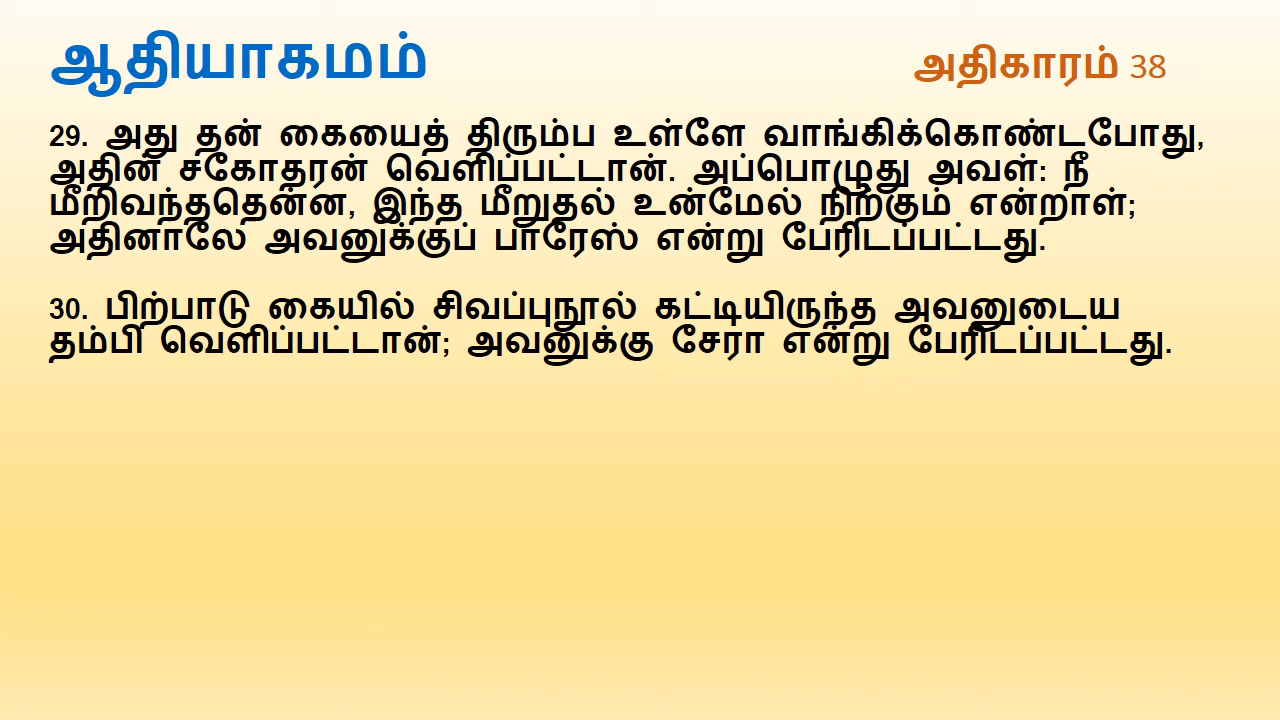 ஆதியாகமம்
அதிகாரம் 38
29. அது தன் கையைத் திரும்ப உள்ளே வாங்கிக்கொண்டபோது,
அதின் சகோதரன் வெளிப்பட்டான். அப்பொழுது அவள்: நீ
மீறிவந்ததென்ன, இந்த மீறுதல் உன்மேல் நிற்கும் என்றாள்;
அதினாலே அவனுக்குப் பாரேஸ் என்று பேரிடப்பட்டது.
30. பிற்பாடு கையில் சிவப்புநூல் கட்டியிருந்த அவனுடைய
தம்பி வெளிப்பட்டான்; அவனுக்கு சேரா என்று பேரிடப்பட்டது.